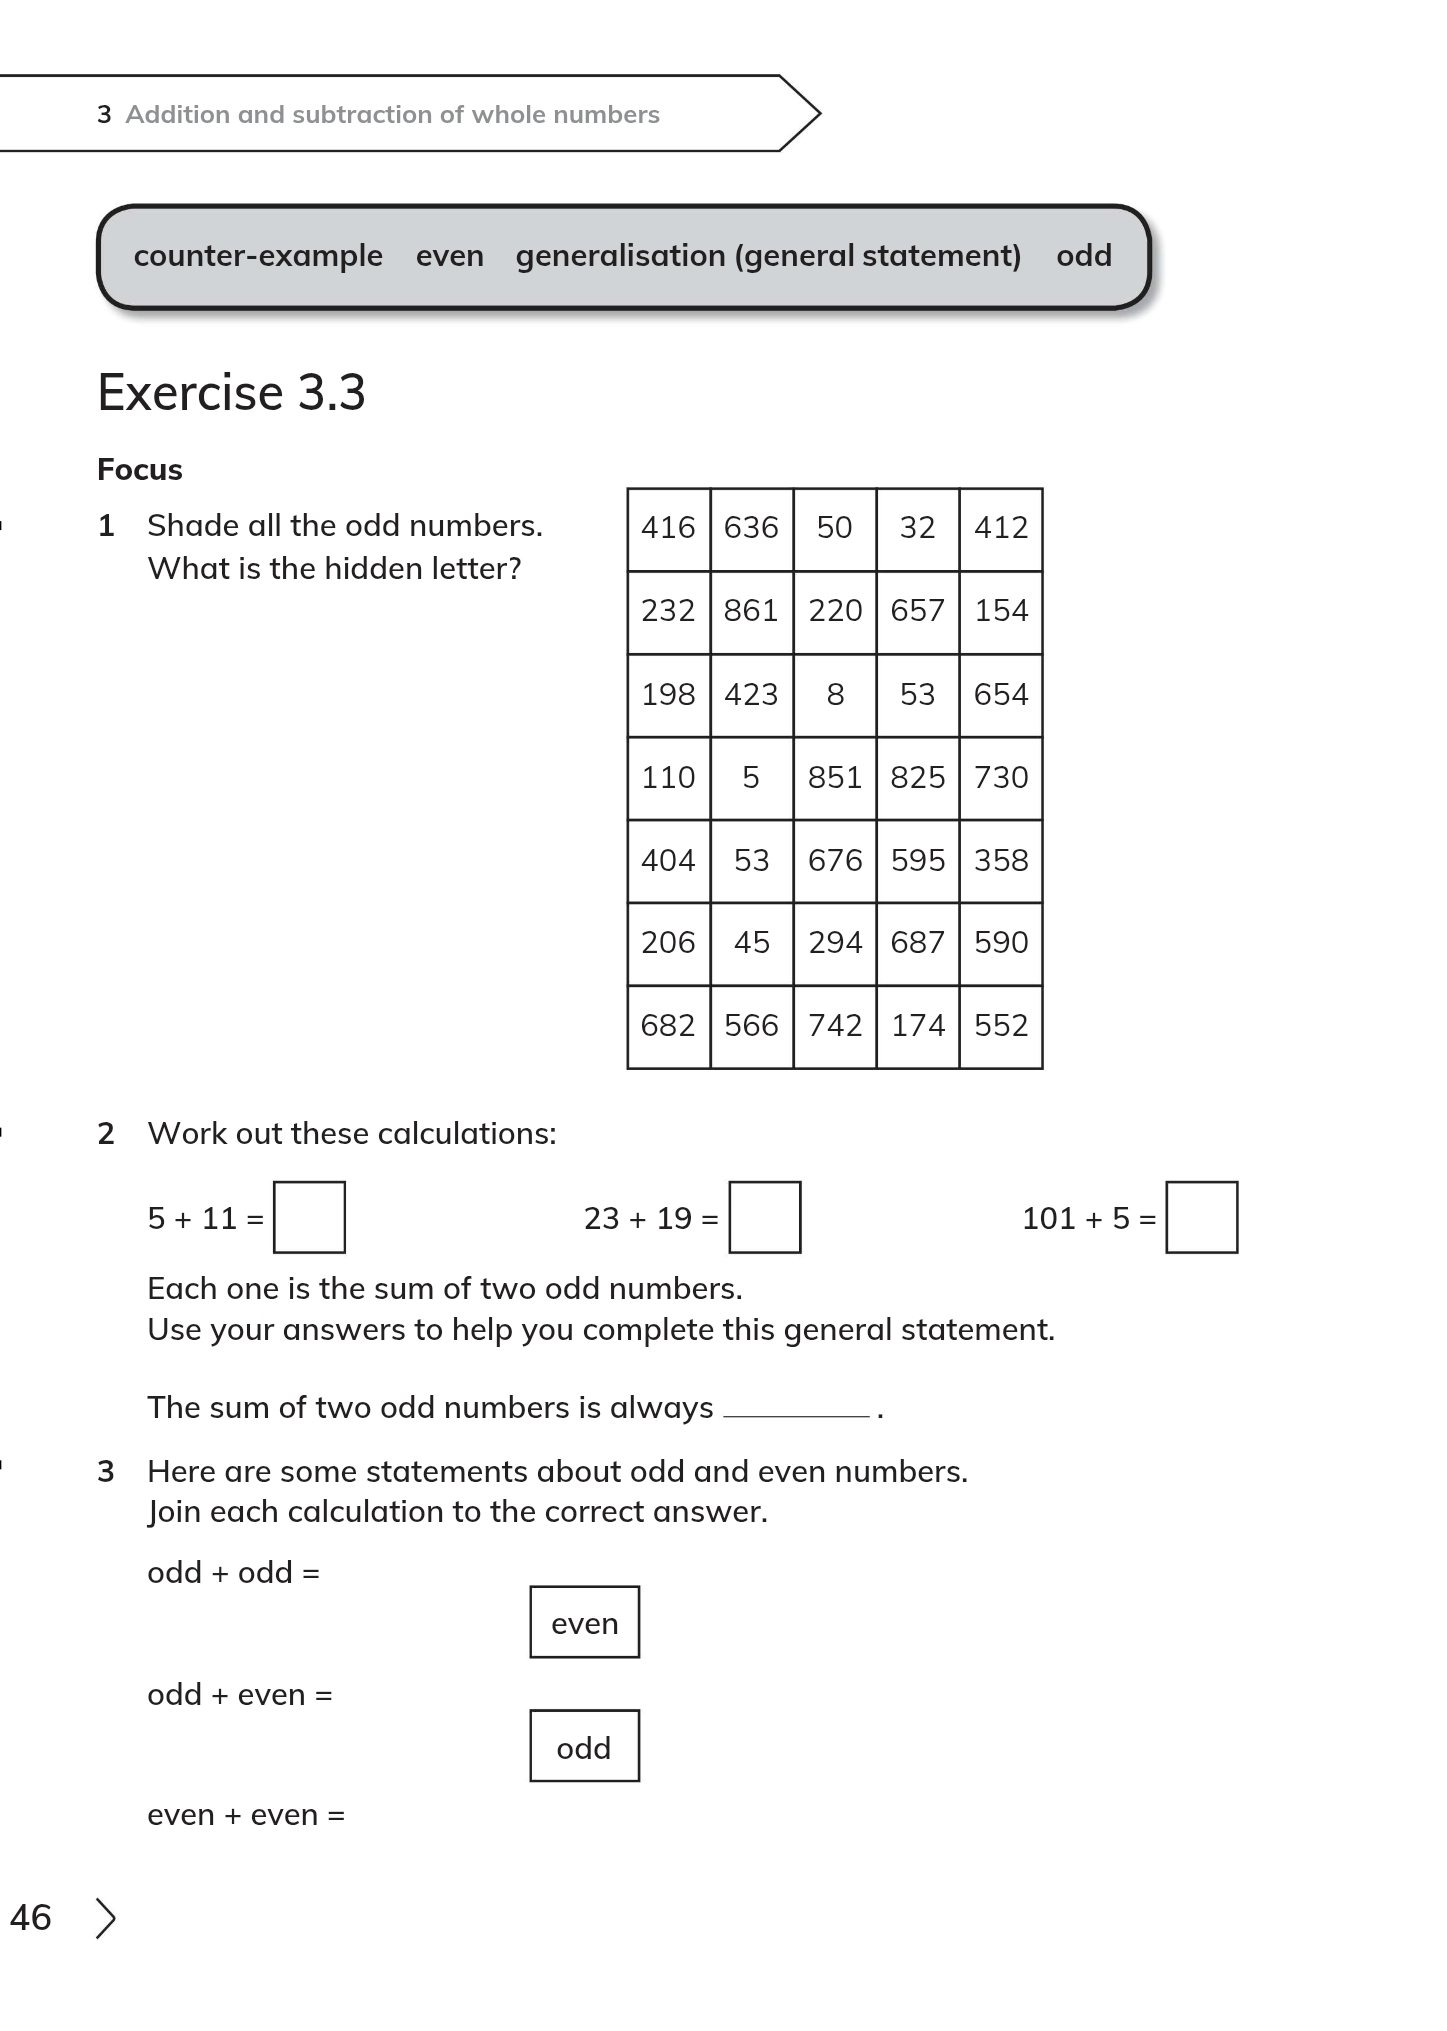 3 Addition and subtraction of whole numbers
counter-example even generalisation (general statement) odd
Exercise 3.3
Focus
1 Shade all the odd numbers.
What is the hidden letter?
416 636 50 32 412
232 861 220 657 154
198 423 8 53 654
110 5 851 825 730
404 53 676 595 358
206 45 294 687 590
682 566 742 174 552
2 Work out these calculations:
5 + 11 = 23 + 19 = 101 + 5 =
Each one is the sum of two odd numbers.
Use your answers to help you complete this general statement.
The sum of two odd numbers is always _________ .
3 Here are some statements about odd and even numbers.
Join each calculation to the correct answer.
odd + odd =
even
odd + even =
odd
even + even =
46